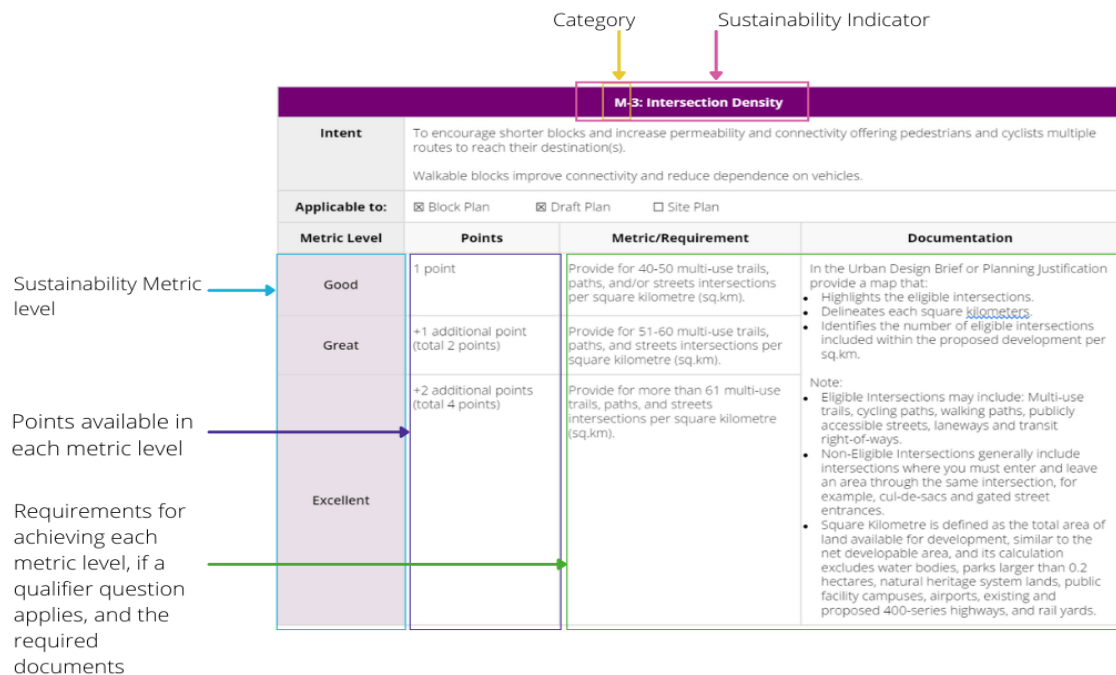 Category
Sustainability Indicator
M-3: Intersection Density
Intent
To encourage shorter blocks and increase permeability and connectivity offering pedestrians and cyclists multiple
routes to reach their destination(s).
Walkable blocks improve connectivity and reduce dependence on vehicles.
Applicable to:
☒ Block Plan
☒ Draft Plan
☐ Site Plan
Metric Level
Points
Metric/Requirement
Documentation
Sustainability Metric
level
Good
1 point
Provide for 40-50 multi-use trails,
paths, and/or streets intersections
per square kilometre (sq.km).
Great
+1 additional point
(total 2 points)
Provide for 51-60 multi-use trails,
paths, and streets intersections per
square kilometre (sq.km).
Points available in
each metric level
Excellent
+2 additional points
(total 4 points)
Provide for more than 61 multi-use
trails, paths, and streets
intersections per square kilometre
(sq.km).
In the Urban Design Brief or Planning Justification
provide a map that:
• Highlights the eligible intersections.
• Delineates each square kilometers.
• Identifies the number of eligible intersections
included within the proposed development per
sq.km.
Note:
• Eligible Intersections may include: Multi-use
trails, cycling paths, walking paths, publicly
accessible streets, laneways and transit
right-of-ways.
• Non-Eligible Intersections generally include
intersections where you must enter and leave
an area through the same intersection, for
example, cul-de-sacs and gated street
entrances.
• Square Kilometre is defined as the total area of
land available for development, similar to the
net developable area, and its calculation
excludes water bodies, parks larger than 0.2
hectares, natural heritage system lands, public
facility campuses, airports, existing and
proposed 400-series highways, and rail yards.
Requirements for
achieving each
metric level, if a
qualifier question
applies, and the
required
documents